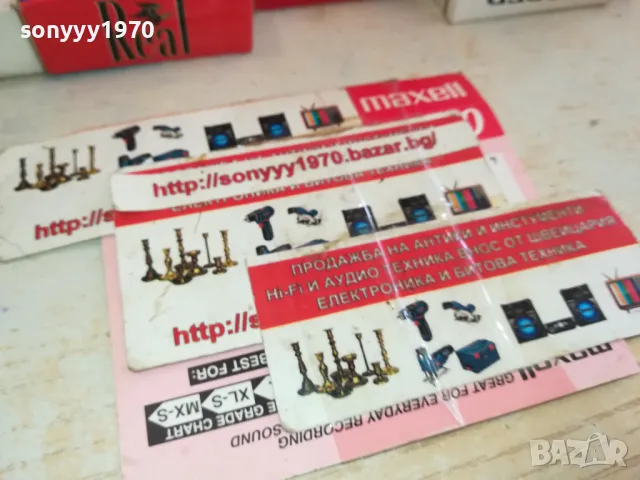 sonyyy1970
Real
maxell
http://sonyyy1970.bazar.bg/
http://s
http://s
ПРОДАЖБА НА АНТИКИ И ИНСТУМЕНТИ
Hi-Fi И АУДИО ТЕХНИКА ВНОС ОТ ШВЕЙЦАРИЯ
ЕЛЕКТРОНИКА И БИТОВА ТЕХНИКА
maxell
GREAT FOR EVERYDAY RECORDING
SOUND
BEST FOR:
GRADE CHART
XL-S
MX-S
BAZAR